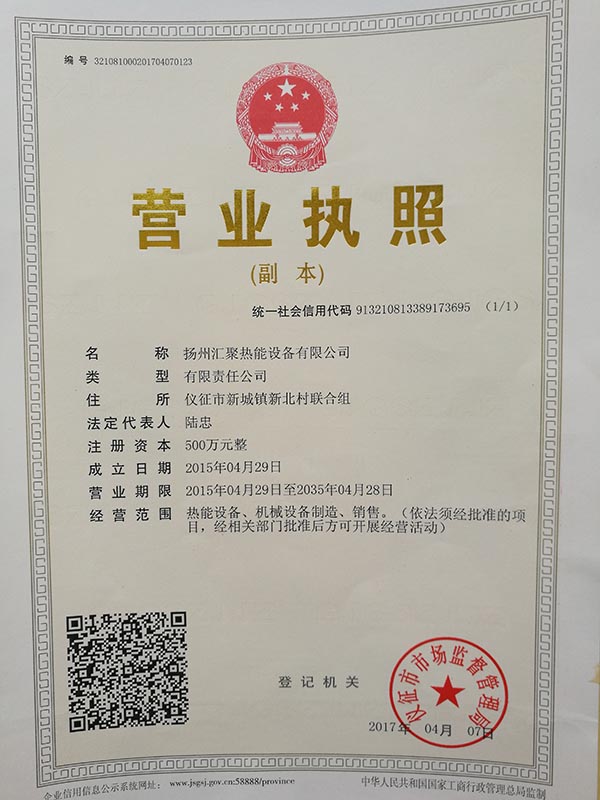 编 号 321081000201704070123
营业执照
(副 本)
统一社会信用代码 913210813389173695 (1/1)
名 称 扬州汇聚热能设备有限公司
类 型 有限责任公司
住 所 仪征市新城镇新北村联合组
法定代表人 陆忠
注册资本 500万元整
成立日期 2015年04月29日
营业期限 2015年04月29日至2035年04月28日
经营范围 热能设备、机械设备制造、销售。(依法须经批准的项
目,经相关部门批准后方可开展经营活动)
仪征市市场监督管理局
登记机关
2017年 04月 07日
企业信用信息公示系统网址: www.jsgsj.gov.cn:58888/province
中华人民共和国国家工商行政管理总局监制